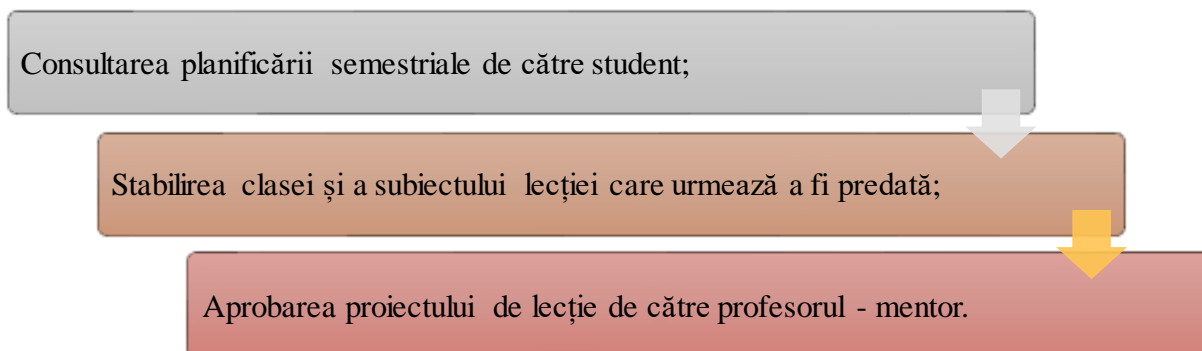 Consultarea planificării semestriale de către student;
Stabilirea clasei și a subiectului lecției care urmează a fi predată;
Aprobarea proiectului de lecție de către profesorul - mentor.